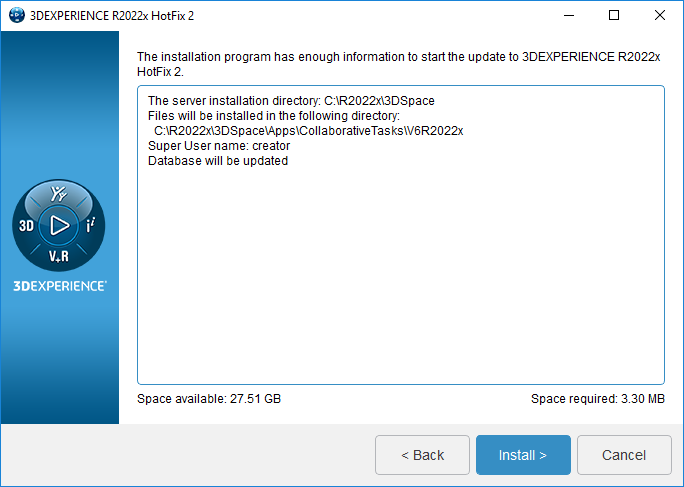 3DEXPERIENCE R2022x HotFix 2
The installation program has enough information to start the update to 3DEXPERIENCE R2022x
HotFix 2.
The server installation directory: C:\R2022x\3DSpace
Files will be installed in the following directory:
C:\R2022x\3DSpace\Apps\CollaborativeTasks\V6R2022x
Super User name: creator
Database will be updated
3D
i²
V+R
3DEXPERIENCE
Space available: 27.51 GB
Space required: 3.30 MB
< Back
Install >
Cancel